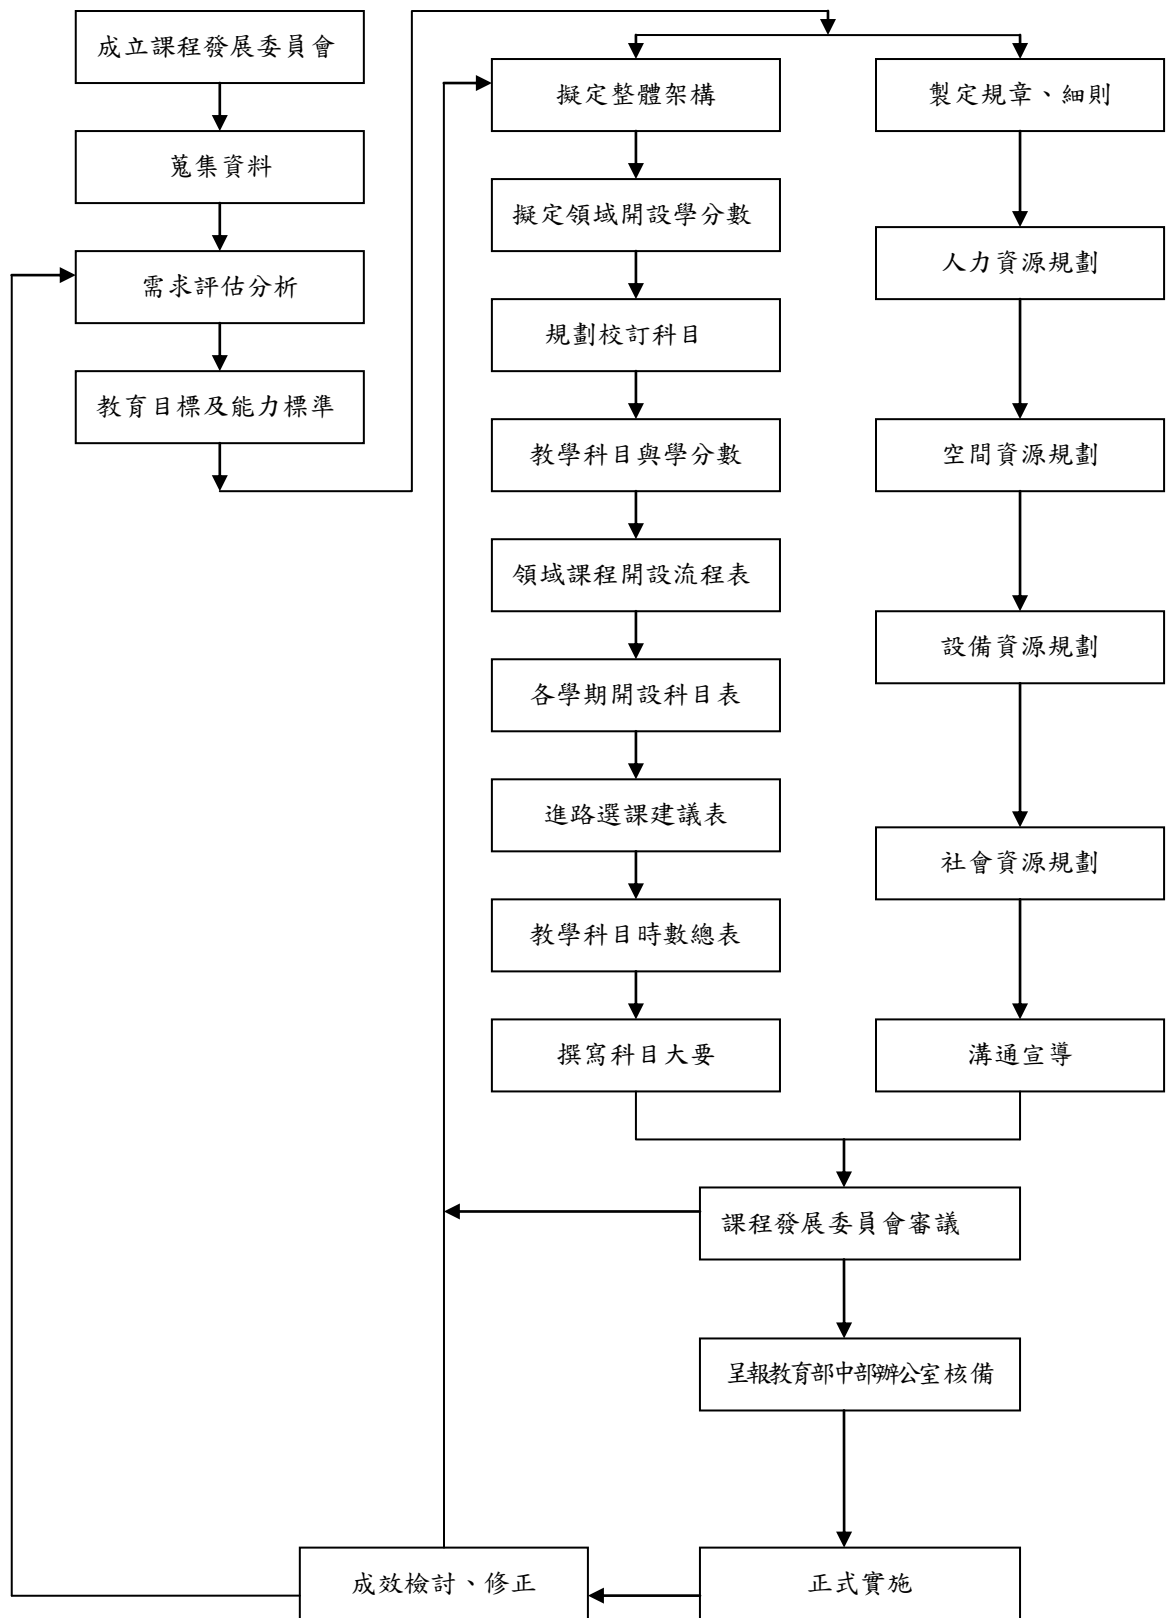 成立課程發展委員會
蒐集資料
需求評估分析
教育目標及能力標準
擬定整體架構
擬定領域開設學分數
規劃校訂科目
教學科目與學分數
領域課程開設流程表
各學期開設科目表
進路選課建議表
教學科目時數總表
撰寫科目大要
製定規章、細則
人力資源規劃
空間資源規劃
設備資源規劃
社會資源規劃
溝通宣導
課程發展委員會審議
呈報教育部中部辦公室核備
正式實施
成效檢討、修正